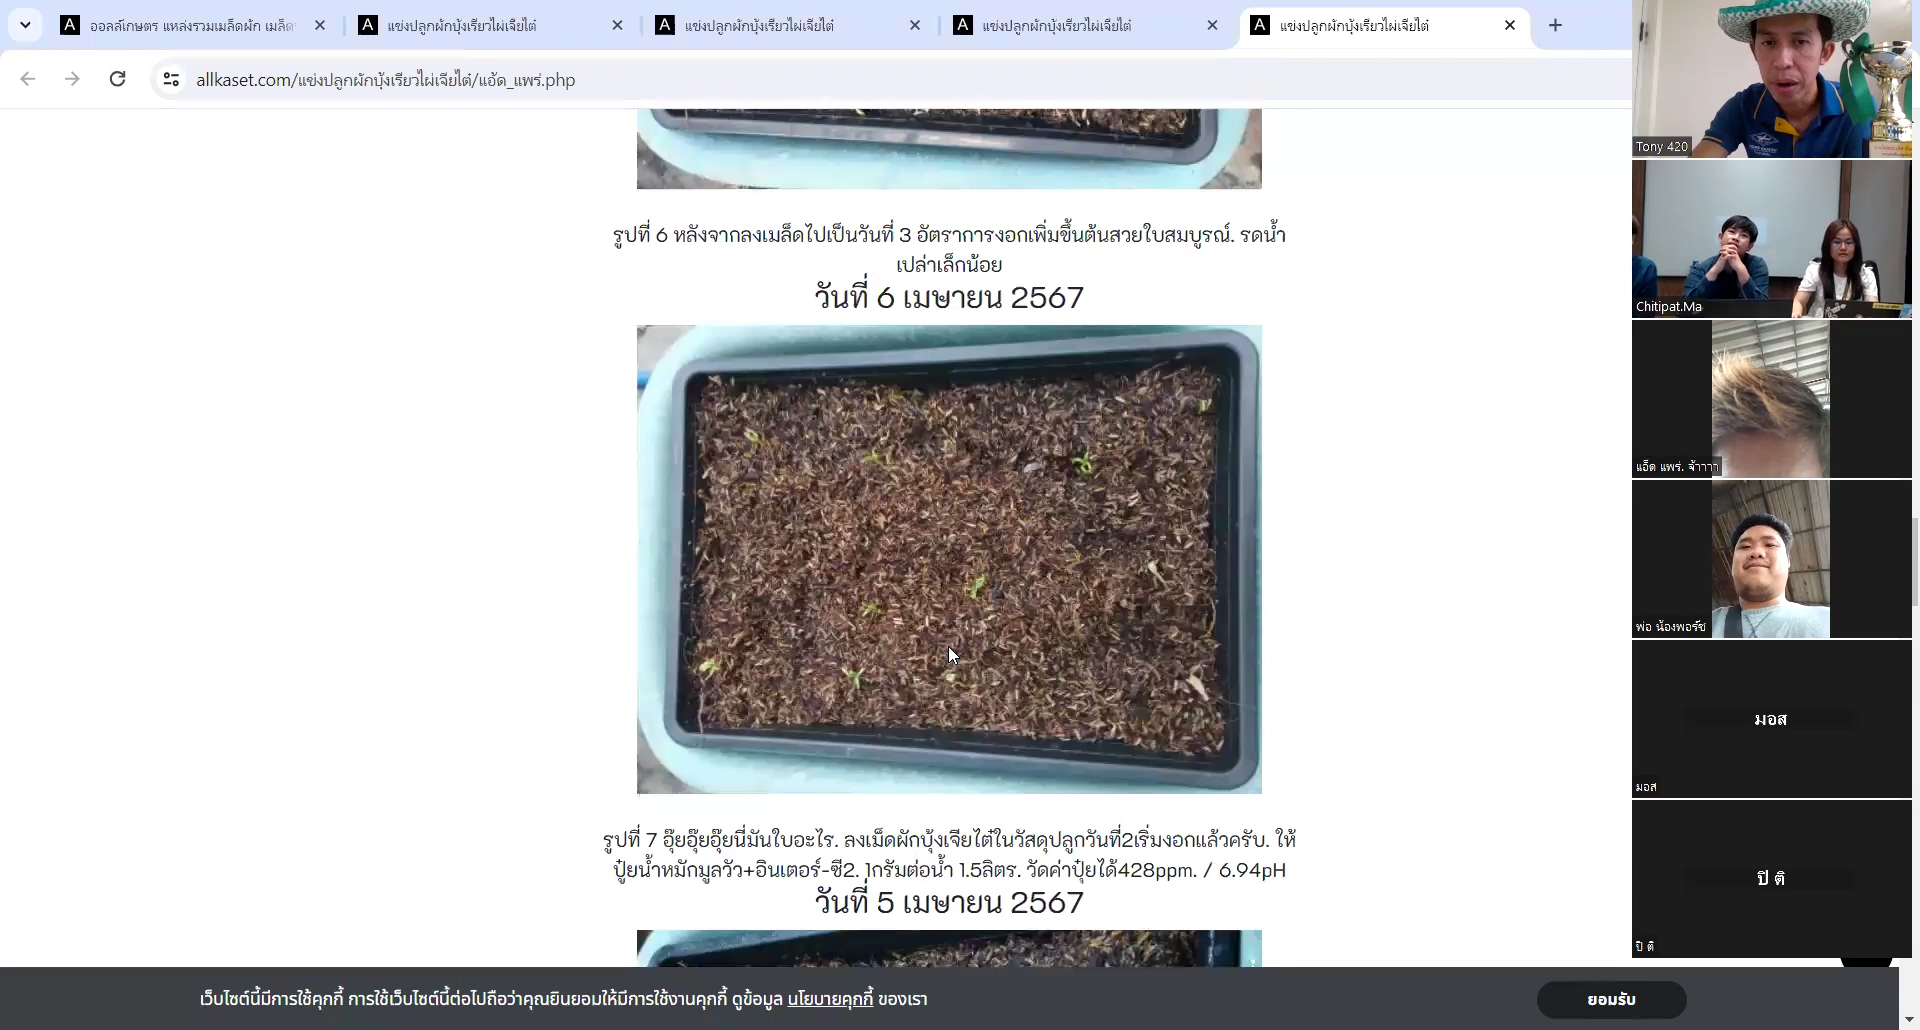 ออลล์เกษตร แหล่งรวมเมล็ดผัก เมล็ด
แข่งปลูกผักบุ้งเรียวไผ่เจียไต๋
แข่งปลูกผักบุ้งเรียวไผ่เจียไต๋
แข่งปลูกผักบุ้งเรียวไผ่เจียไต๋
แข่งปลูกผักบุ้งเรียวไผ่เจียไต๋
allkaset.com/แข่งปลูกผักบุ้งเรียวไผ่เจียไต๋/แอ้ด_แพร่.php
รูปที่ 6 หลังจากลงเมล็ดไปเป็นวันที่ 3 อัตราการงอกเพิ่มขึ้นต้นสวยใบสมบูรณ์. รดน้ำ
เปล่าเล็กน้อย
วันที่ 6 เมษายน 2567
รูปที่ 7 อุ๊ยอุ๊ยอุ๊ยนี่มันใบอะไร. ลงเม็ดผักบุ้งเจียไต๋ในวัสดุปลูกวันที่2เริ่มงอกแล้วครับ. ให้
ปุ๋ยน้ำหมักมูลวัว+อินเตอร์-ซี2. 1กรัมต่อน้ำ 1.5ลิตร. วัดค่าปุ๋ยได้428ppm. / 6.94pH
วันที่ 5 เมษายน 2567
เว็บไซต์นี้มีการใช้คุกกี้ การใช้เว็บไซต์นี้ต่อไปถือว่าคุณยินยอมให้มีการใช้งานคุกกี้ ดูข้อมูล นโยบายคุกกี้ ของเรา
ยอมรับ
Tony 420
Chitipat.Ma
แอ็ด แพร่. จ้าาาา
พ่อ น้องพอร์ช
มอส
มอส
ปิ ติ
ปิ ติ